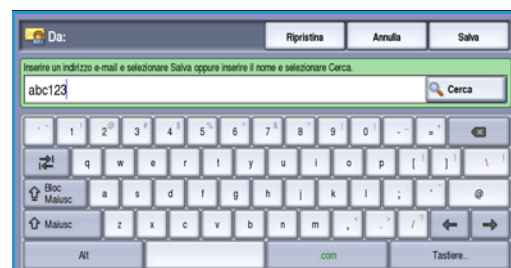 Da: Ripristina Annulla Salva
Inserire un indirizzo e-mail e selezionare Salva oppure inserire il nome e selezionare Cerca.
abc123 Cerca
1 2 @ 3 # 4 $ 5 % 6 ^ 7 & 8 * 9 ( 0 ) - _ = +
q w e r t y u i o p [ { ] } \ |
Bloc Maiusc a s d f g h j k l ; : ' " @
Maiusc z x c v b n m , < . > / ?
Alt .com Tastiere...